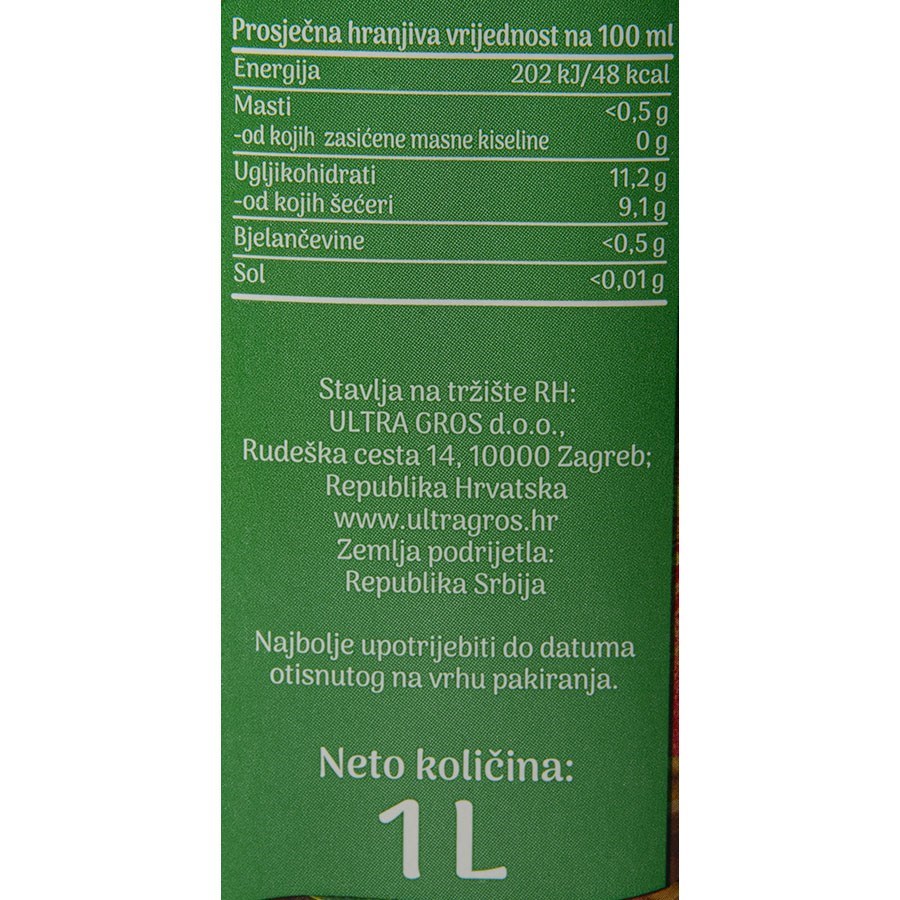 Prosječna hranjiva vrijednost na 100 ml
Energija 202 kJ/48 kcal
Masti <0,5 g
-od kojih zasićene masne kiseline 0 g
Ugljikohidrati 11,2 g
-od kojih šećeri 9,1 g
Bjelančevine <0,5 g
Sol <0,01 g
Stavlja na tržište RH:
ULTRA GROS d.o.o.,
Rudeška cesta 14, 10000 Zagreb;
Republika Hrvatska
www.ultragros.hr
Zemlja podrijetla:
Republika Srbija
Najbolje upotrijebiti do datuma
otisnutog na vrhu pakiranja.
Neto količina:
1 L